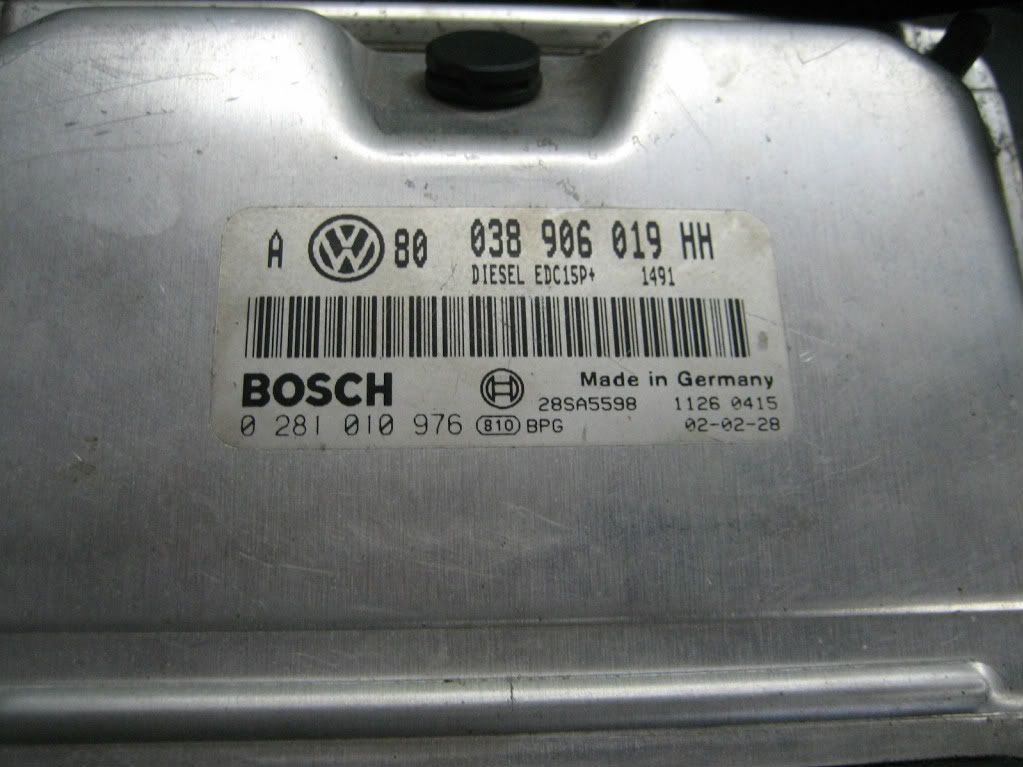 A VW 80 038 906 019 HH
DIESEL EDC15P+ 1491
BOSCH Made in Germany
28SA5598 1126 0415
0 281 010 976 810 BPG 02-02-28